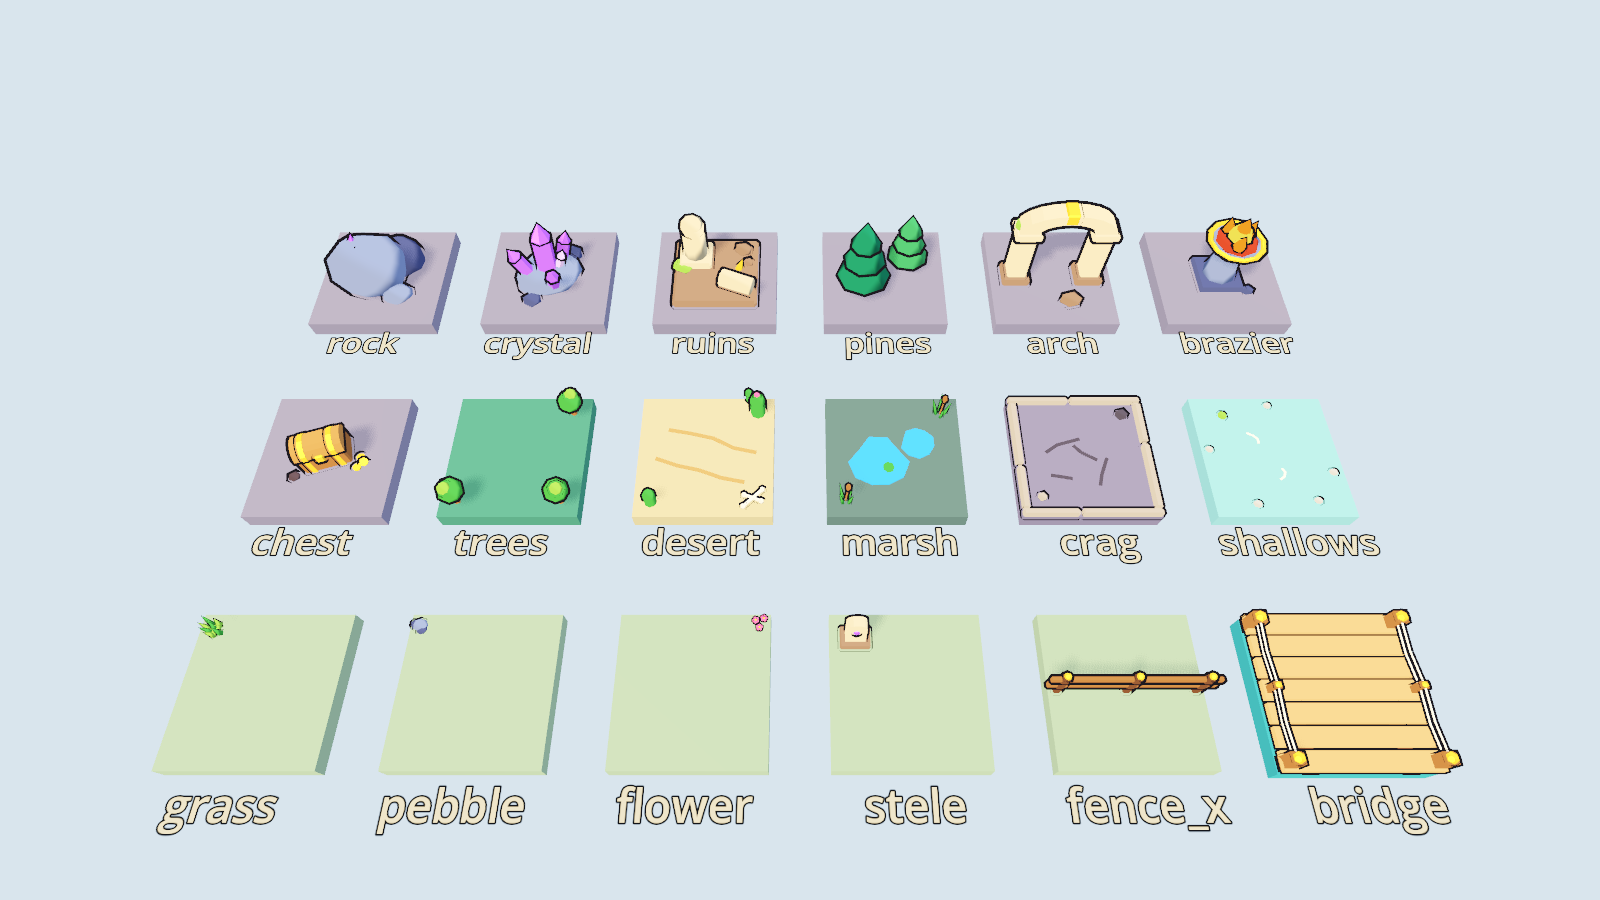 rock crystal ruins pines arch brazier
chest trees desert marsh crag shallows
grass pebble flower stele fence_x bridge